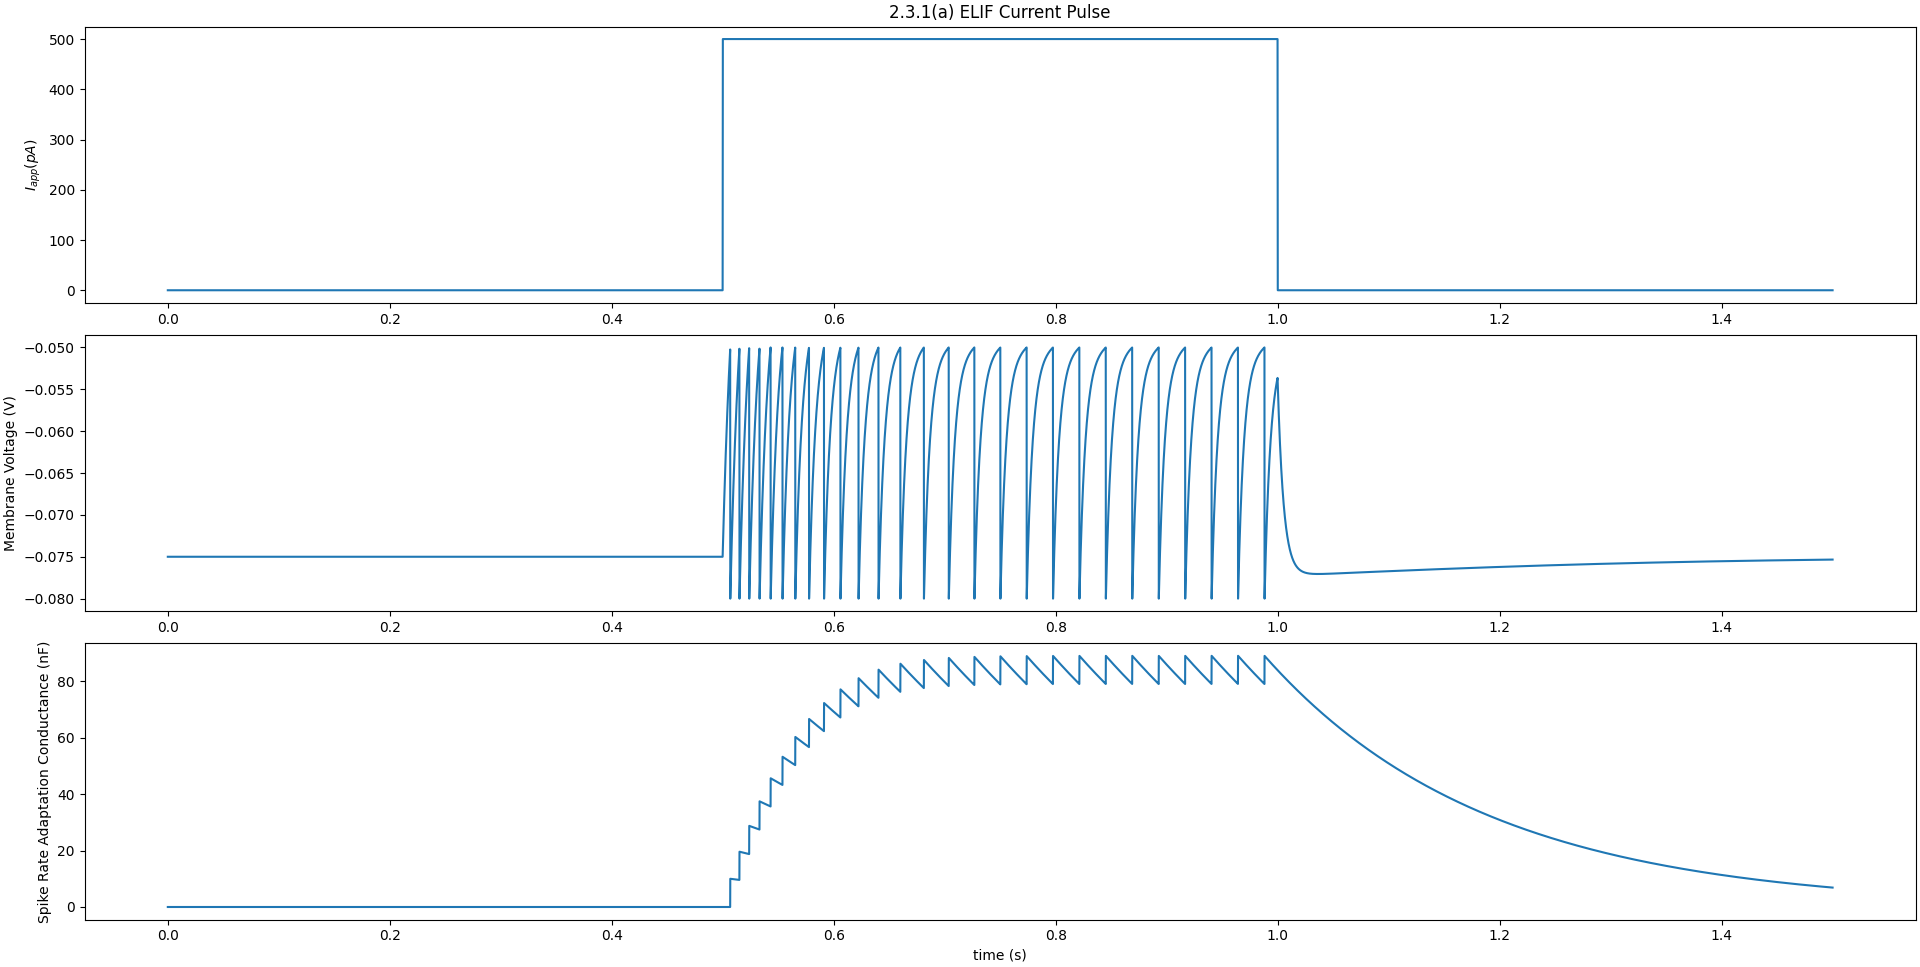 2.3.1(a) ELIF Current Pulse
I_app(pA)
500
400
300
200
100
0
0.0 0.2 0.4 0.6 0.8 1.0 1.2 1.4
Membrane Voltage (V)
−0.050
−0.055
−0.060
−0.065
−0.070
−0.075
−0.080
0.0 0.2 0.4 0.6 0.8 1.0 1.2 1.4
Spike Rate Adaptation Conductance (nF)
80
60
40
20
0
0.0 0.2 0.4 0.6 0.8 1.0 1.2 1.4
time (s)